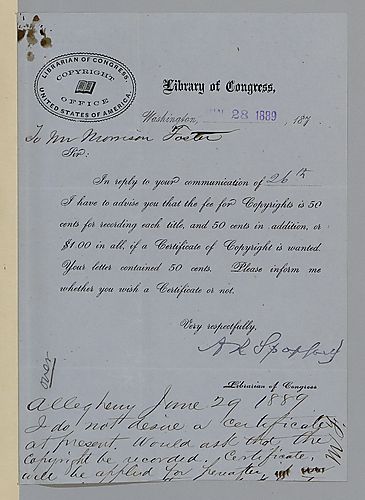 LIBRARIAN OF CONGRESS,
COPYRIGHT
OFFICE
UNITED STATES OF AMERICA.
Library of Congress,
Washington, JUN 28 1889, 187
To Mr Morrison Foster
Sir:
In reply to your communication of 26th
I have to advise you that the fee for Copyrights is 50
cents for recording each title, and 50 cents in addition, or
$1.00 in all, if a Certificate of Copyright is wanted.
Your letter contained 50 cents. Please inform me
whether you wish a Certificate or not.
Very respectfully,
A R Spofford
Librarian of Congress
over
Allegheny June 29 1889
I do not desire a certificate
at present Would ask that the
Copyright be recorded. Certificate,
will be applied for hereafter